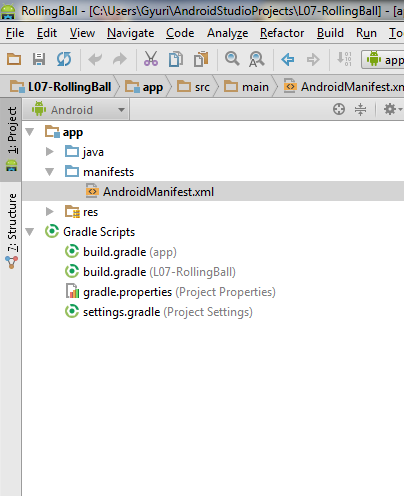 RollingBall - [C:\Users\Gyuri\AndroidStudioProjects\L07-RollingBall] - [a
File Edit View Navigate Code Analyze Refactor Build Run To
app
L07-RollingBall app src main AndroidManifest.xm
1: Project
Android
app
java
manifests
AndroidManifest.xml
res
7: Structure
Gradle Scripts
build.gradle (app)
build.gradle (L07-RollingBall)
gradle.properties (Project Properties)
settings.gradle (Project Settings)